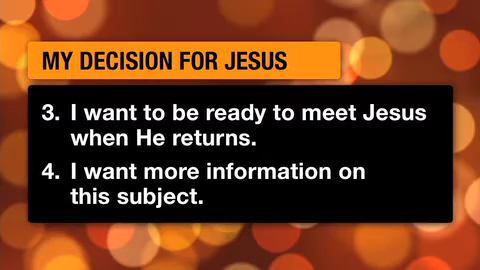 MY DECISION FOR JESUS
3. I want to be ready to meet Jesus
when He returns.
4. I want more information on
this subject.